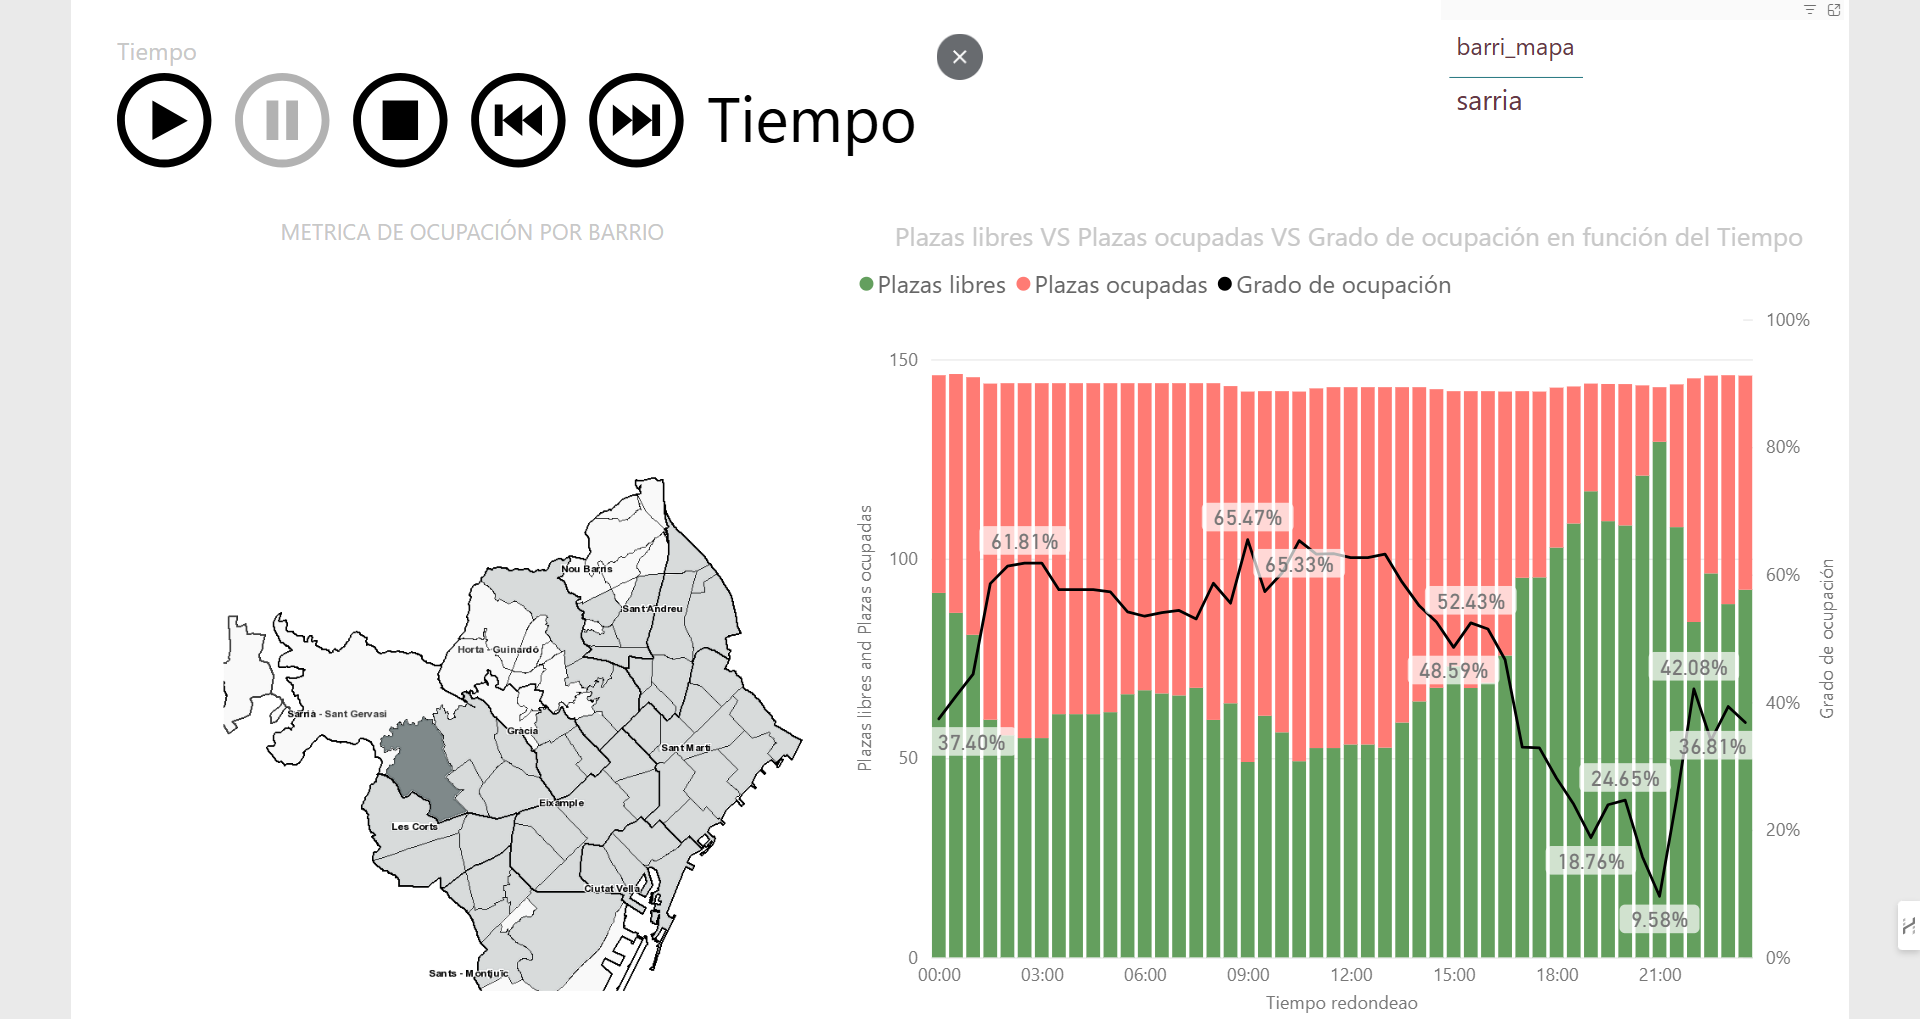 Tiempo
Tiempo
barri_mapa
sarria
METRICA DE OCUPACIÓN POR BARRIO
Nou Barris
Sant Andreu
Horta - Guinardó
Sarrià - Sant Gervasi
Gràcia
Sant Martí
Eixample
Les Corts
Ciutat Vella
Sants - Montjuïc
Plazas libres VS Plazas ocupadas VS Grado de ocupación en función del Tiempo
Plazas libres Plazas ocupadas Grado de ocupación
100%
80%
60%
40%
20%
0%
150
100
50
0
Plazas libres and Plazas ocupadas
Grado de ocupación
37.40%
61.81%
65.47%
65.33%
52.43%
48.59%
24.65%
18.76%
9.58%
42.08%
36.81%
00:00 03:00 06:00 09:00 12:00 15:00 18:00 21:00
Tiempo redondeao